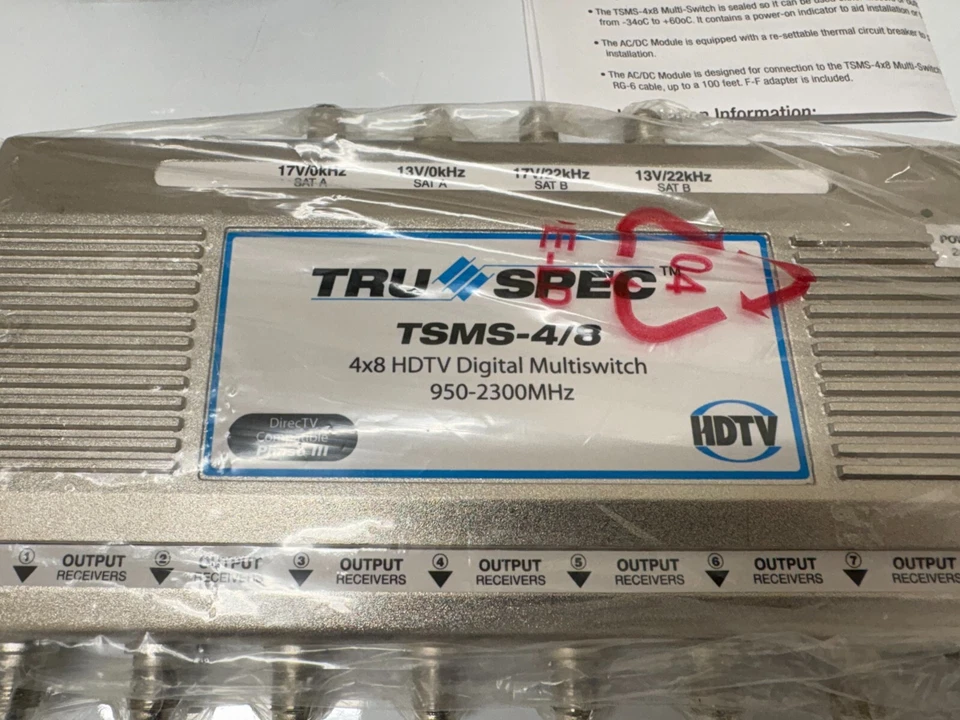 • The TSMS-4x8 Multi-Switch is sealed so it can be used
from -34oC to +60oC. It contains a power-on indicator to aid installation
• The AC/DC Module is equipped with a re-settable thermal circuit breaker to
installation.
• The AC/DC Module is designed for connection to the TSMS-4x8 Multi-Switch
RG-6 cable, up to a 100 feet. F-F adapter is included.
Information:
17V/0kHz 13V/0kHz 17V/22kHz 13V/22kHz
SAT A SAT A SAT B SAT B
TRU SPEC™
04
TSMS-4/8
4x8 HDTV Digital Multiswitch
950-2300MHz
DirecTV
Compatible
Phase III
HDTV
1 OUTPUT 2 OUTPUT 3 OUTPUT 4 OUTPUT 5 OUTPUT 6 OUTPUT 7 OUTPUT
RECEIVERS RECEIVERS RECEIVERS RECEIVERS RECEIVERS RECEIVERS RECEIVERS